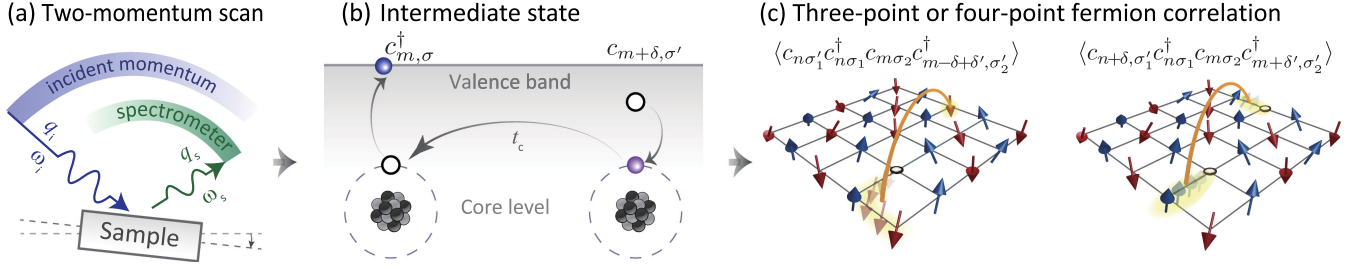 (a) Two-momentum scan
incident momentum
spectrometer
q_i
ω_i
q_s
ω_s
Sample
(b) Intermediate state
c^†_{m,σ}
c_{m+δ,σ′}
Valence band
t_c
Core level
(c) Three-point or four-point fermion correlation
⟨c_{nσ′_1} c^†_{nσ_1} c_{mσ_2} c^†_{m−δ+δ′,σ′_2}⟩
⟨c_{n+δ,σ′_1} c^†_{nσ_1} c_{mσ_2} c^†_{m+δ′,σ′_2}⟩